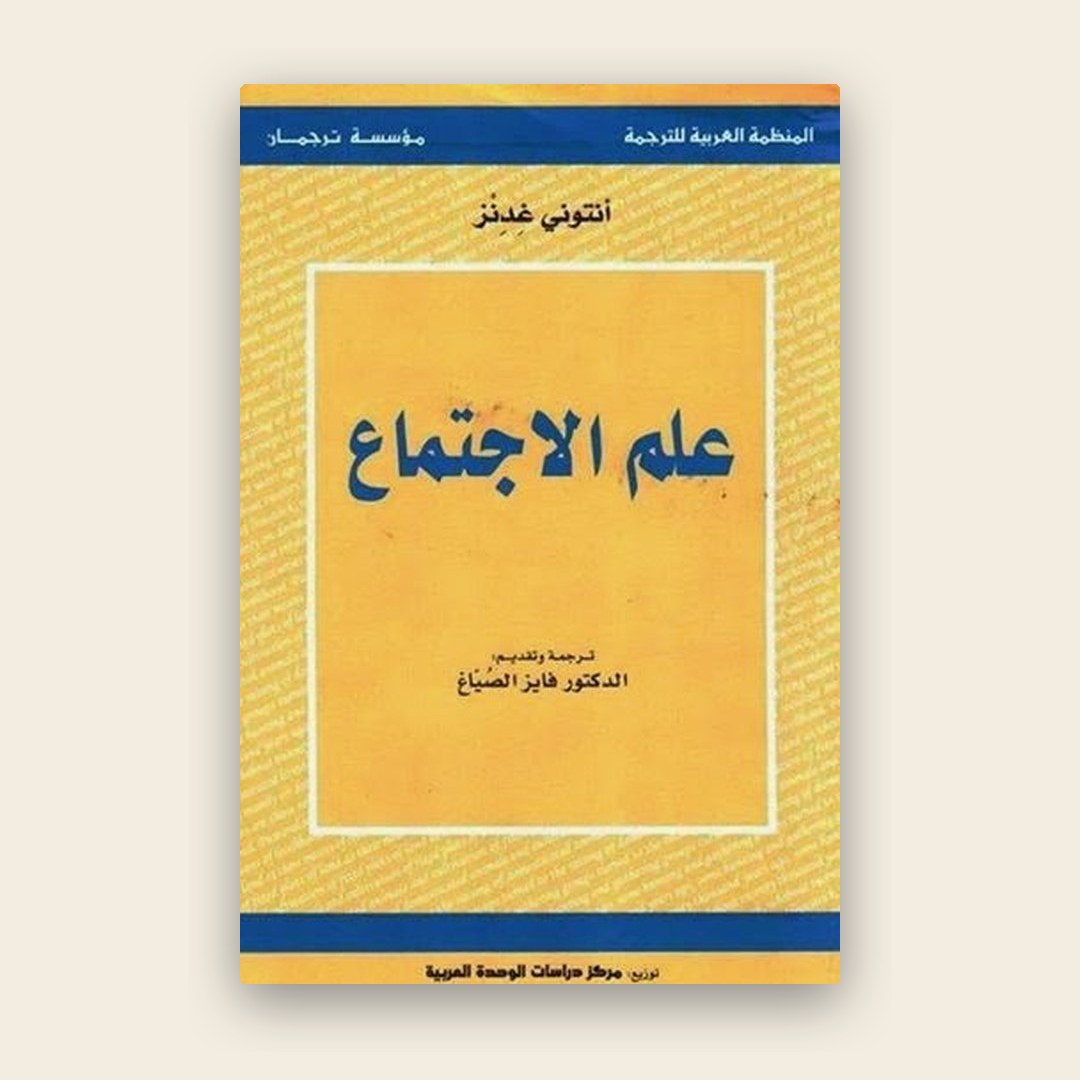 المنظمة العربية للترجمة مؤسسة ترجمان
أنتوني غِدِنْز
علم الاجتماع
ترجمة وتقديم:
الدكتور فايز الصُيّاغ
توزيع: مركز دراسات الوحدة العربية